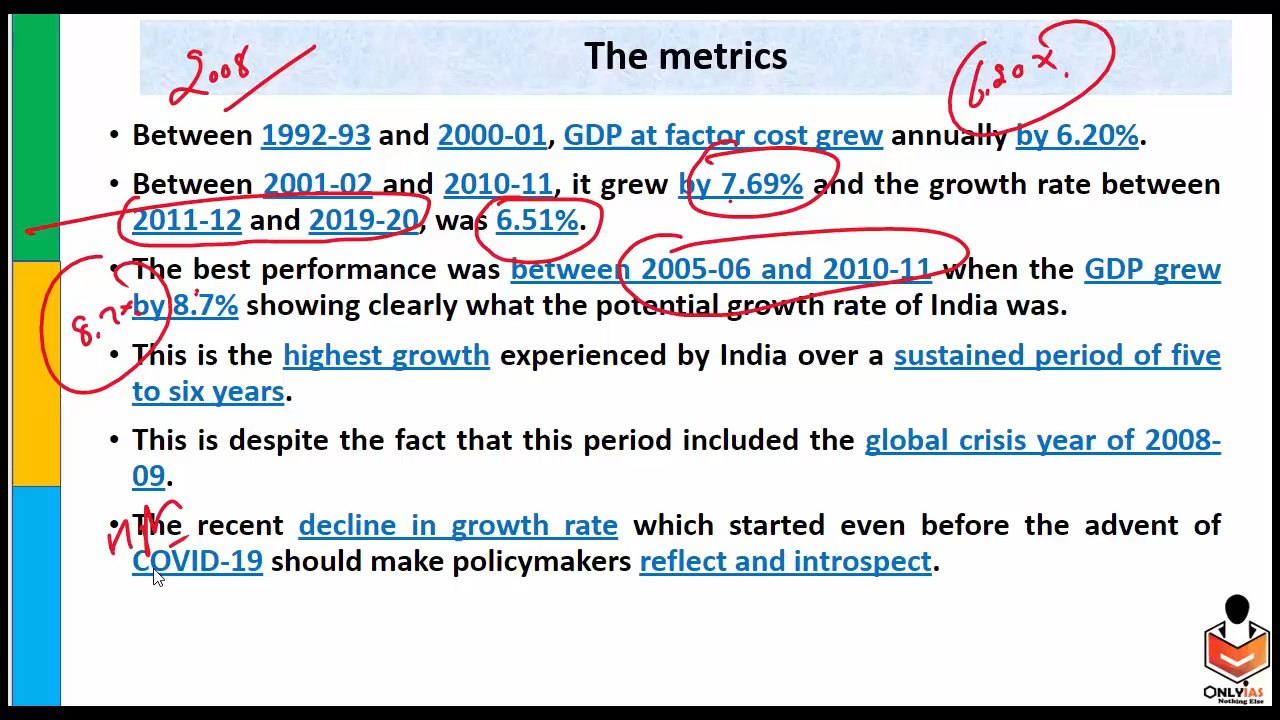 The metrics
2008
6.20%.
• Between 1992-93 and 2000-01, GDP at factor cost grew annually by 6.20%.
• Between 2001-02 and 2010-11, it grew by 7.69% and the growth rate between
2011-12 and 2019-20, was 6.51%.
• The best performance was between 2005-06 and 2010-11 when the GDP grew
by 8.7% showing clearly what the potential growth rate of India was.
8.7%
• This is the highest growth experienced by India over a sustained period of five
to six years.
• This is despite the fact that this period included the global crisis year of 2008-
09.
• The recent decline in growth rate which started even before the advent of
COVID-19 should make policymakers reflect and introspect.
ONLYIAS
Nothing Else